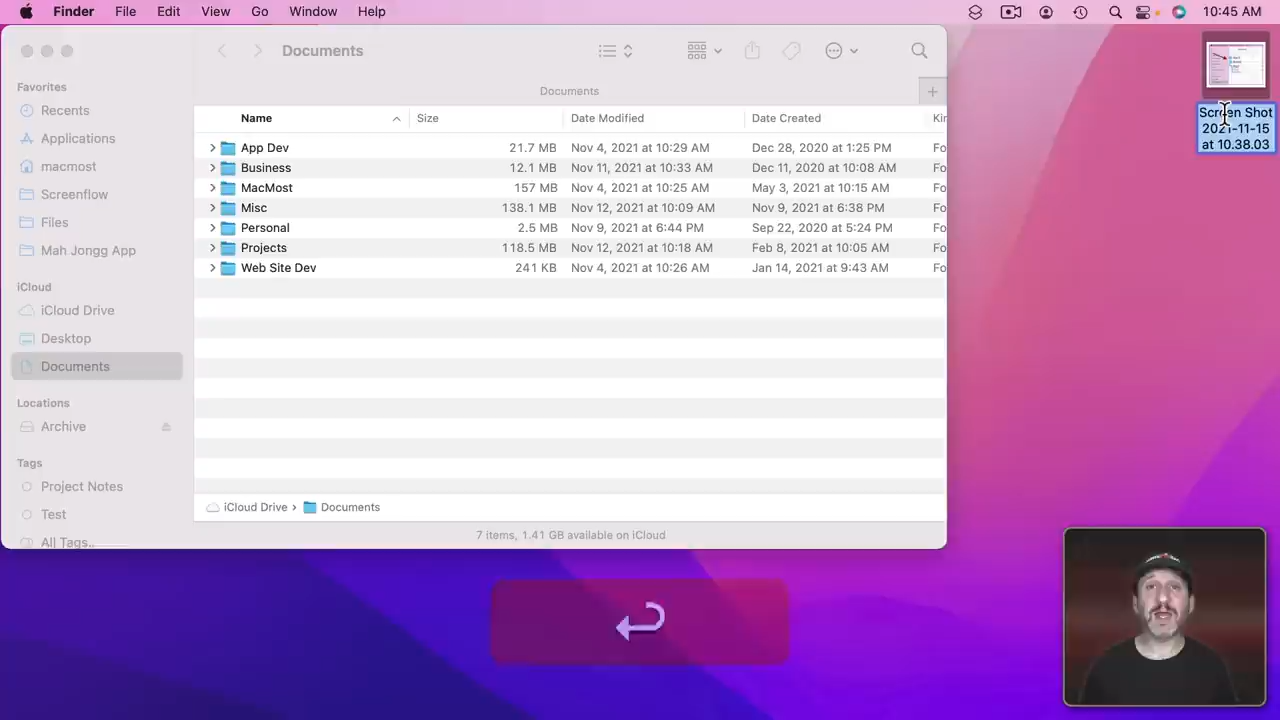 Finder File Edit View Go Window Help 10:45 AM
Documents
Documents
Favorites
Recents
Applications
macmost
Screenflow
Files
Mah Jongg App
iCloud
iCloud Drive
Desktop
Documents
Locations
Archive
Tags
Project Notes
Test
All Tags...
Name Size Date Modified Date Created Kin
App Dev 21.7 MB Nov 4, 2021 at 10:29 AM Dec 28, 2020 at 1:25 PM Fo
Business 12.1 MB Nov 11, 2021 at 10:33 AM Dec 11, 2020 at 10:08 AM Fo
MacMost 157 MB Nov 4, 2021 at 10:25 AM May 3, 2021 at 10:15 AM Fo
Misc 138.1 MB Nov 12, 2021 at 10:09 AM Nov 9, 2021 at 6:38 PM Fo
Personal 2.5 MB Nov 9, 2021 at 6:44 PM Sep 22, 2020 at 5:24 PM Fo
Projects 118.5 MB Nov 12, 2021 at 10:18 AM Feb 8, 2021 at 10:05 AM Fo
Web Site Dev 241 KB Nov 4, 2021 at 10:26 AM Jan 14, 2021 at 9:43 AM Fo
iCloud Drive › Documents
7 items, 1.41 GB available on iCloud
Screen Shot
2021-11-15
at 10.38.03